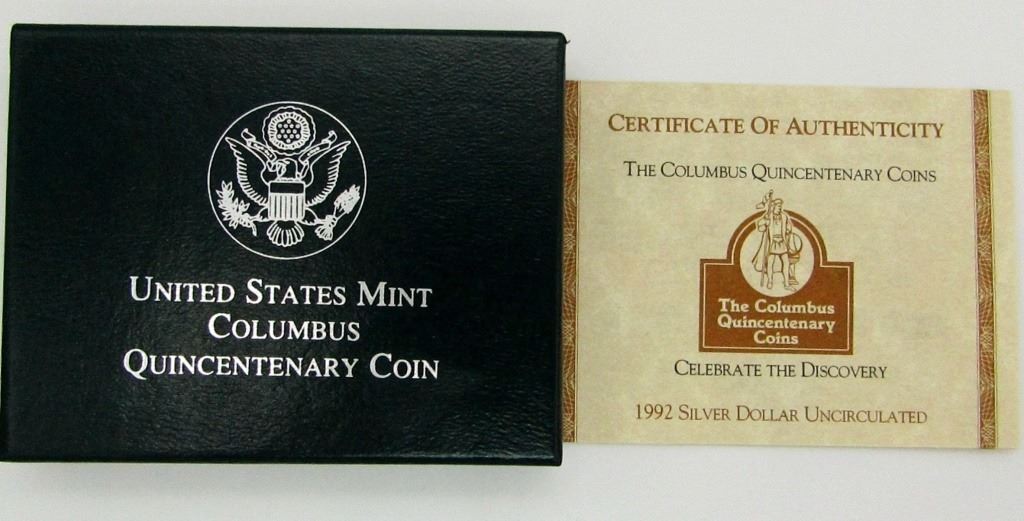 United States Mint
Columbus
Quincentenary Coin
Certificate Of Authenticity
The Columbus Quincentenary Coins
The Columbus
Quincentenary
Coins
Celebrate the Discovery
1992 Silver Dollar Uncirculated